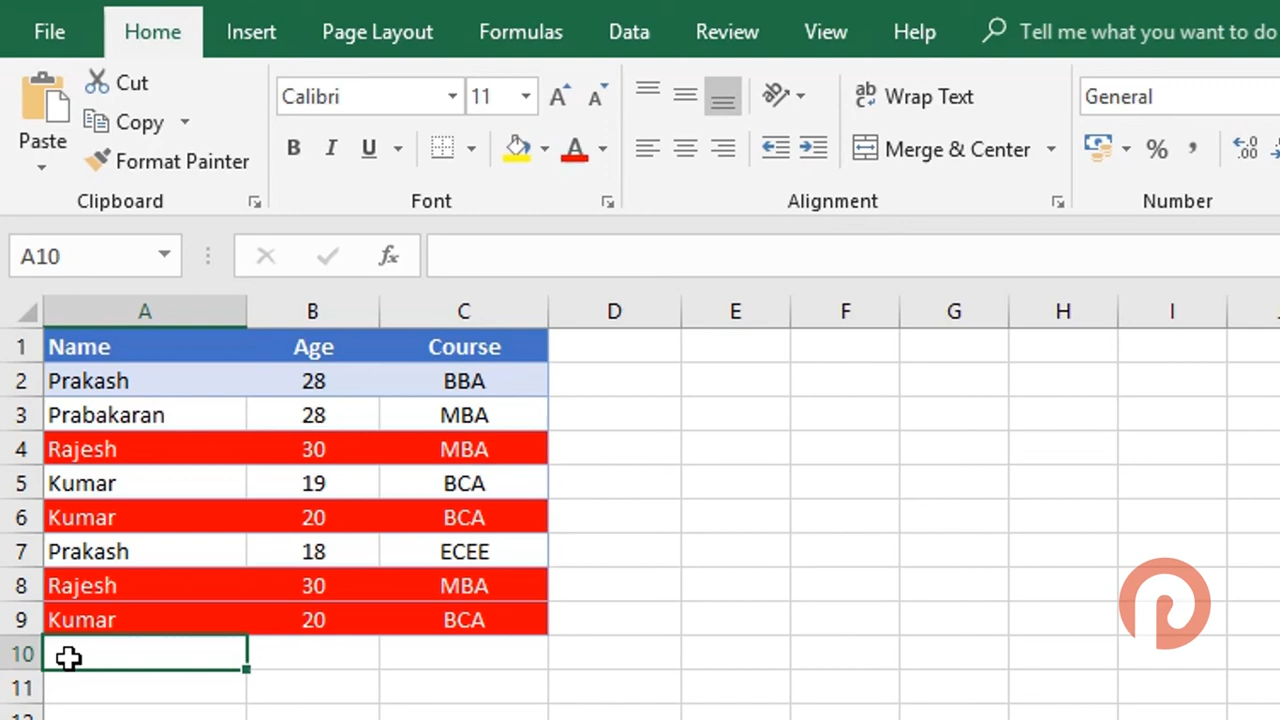 File Home Insert Page Layout Formulas Data Review View Help Tell me what you want to do
Paste
Cut
Copy
Format Painter
Clipboard
Calibri 11
B I U
Font
Wrap Text
Merge & Center
Alignment
General
%
Number
A10
fx
A B C D E F G H I
1 Name Age Course
2 Prakash 28 BBA
3 Prabakaran 28 MBA
4 Rajesh 30 MBA
5 Kumar 19 BCA
6 Kumar 20 BCA
7 Prakash 18 ECEE
8 Rajesh 30 MBA
9 Kumar 20 BCA
10
11